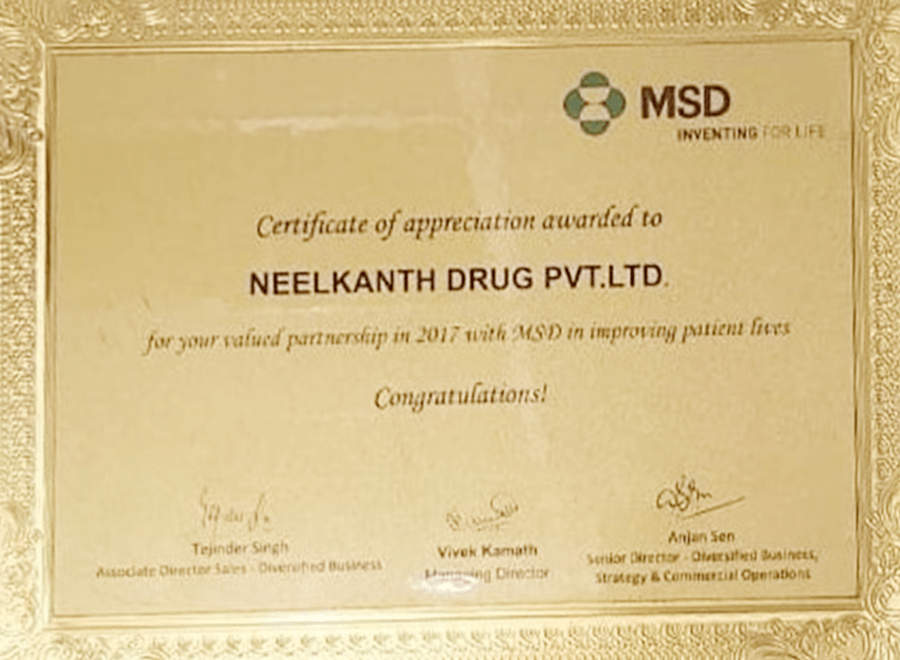 MSD
INVENTING FOR LIFE
Certificate of appreciation awarded to
NEELKANTH DRUG PVT.LTD.
for your valued partnership in 2017 with MSD in improving patient lives
Congratulations!
Tejinder Singh
Associate Director Sales - Diversified Business
Vivek Kamath
Managing Director
Anjan Sen
Senior Director - Diversified Business,
Strategy & Commercial Operations